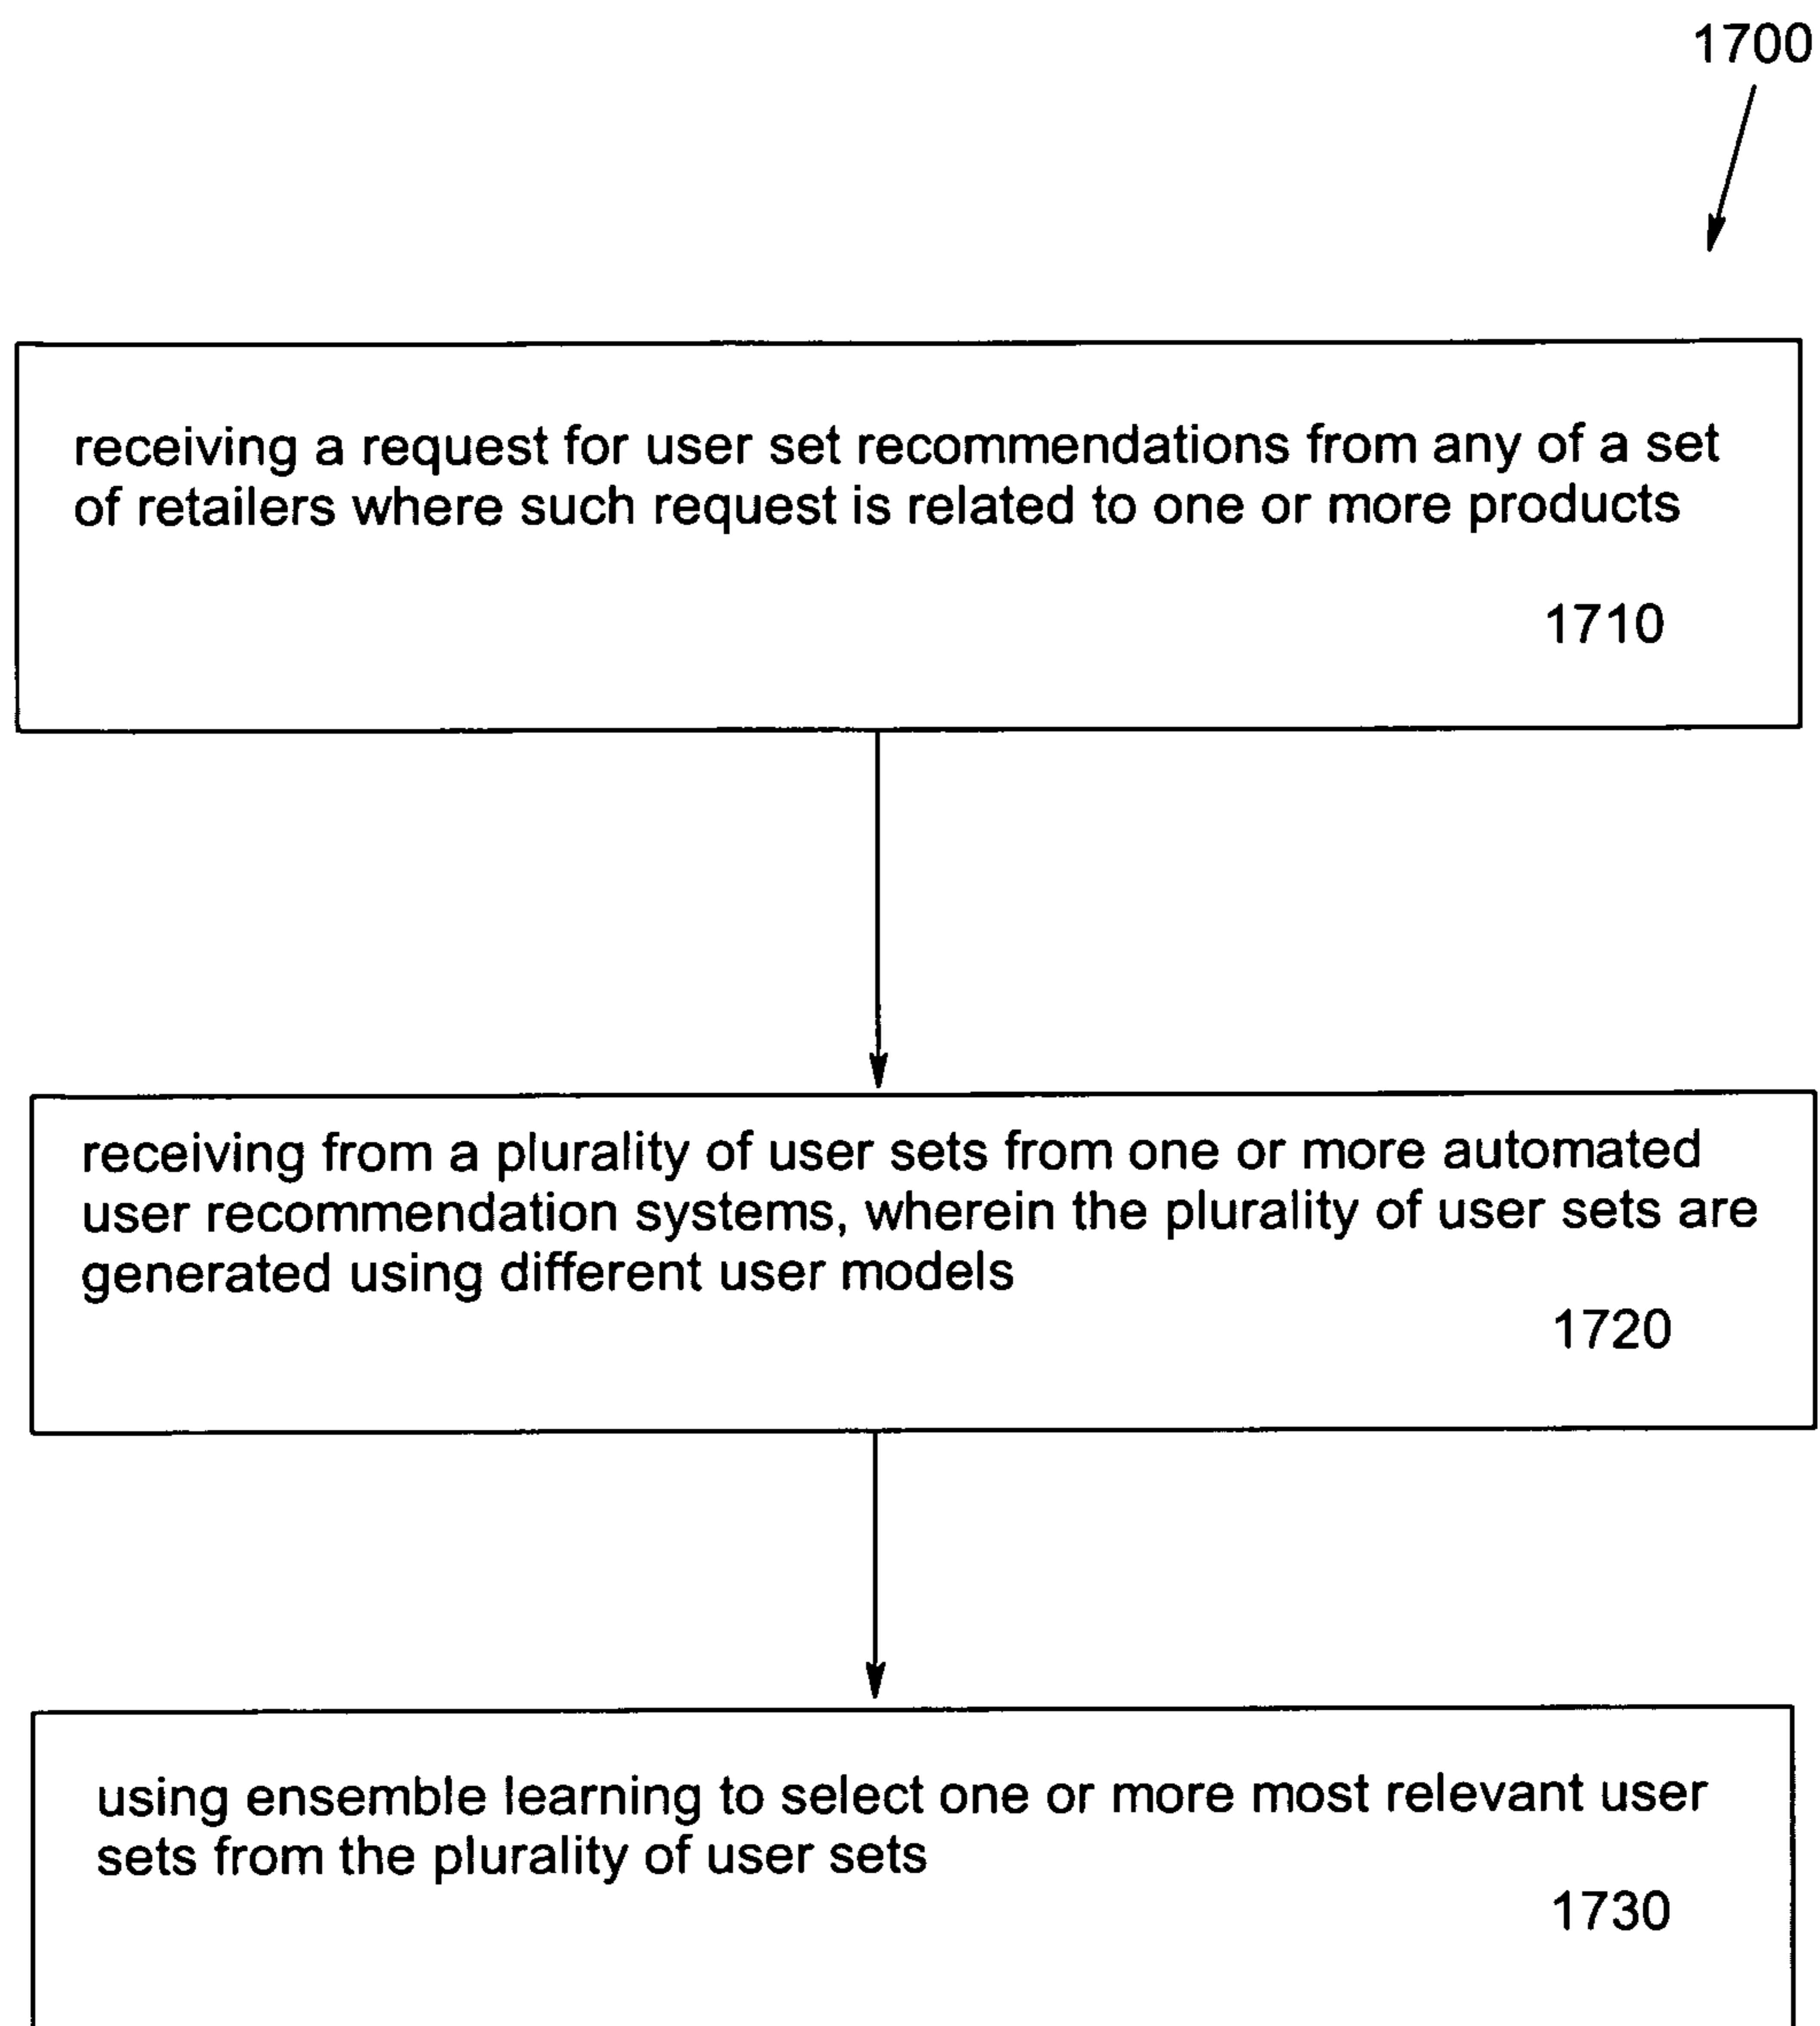 1700
receiving a request for user set recommendations from any of a set
of retailers where such request is related to one or more products
1710
receiving from a plurality of user sets from one or more automated
user recommendation systems, wherein the plurality of user sets are
generated using different user models
1720
using ensemble learning to select one or more most relevant user
sets from the plurality of user sets
1730